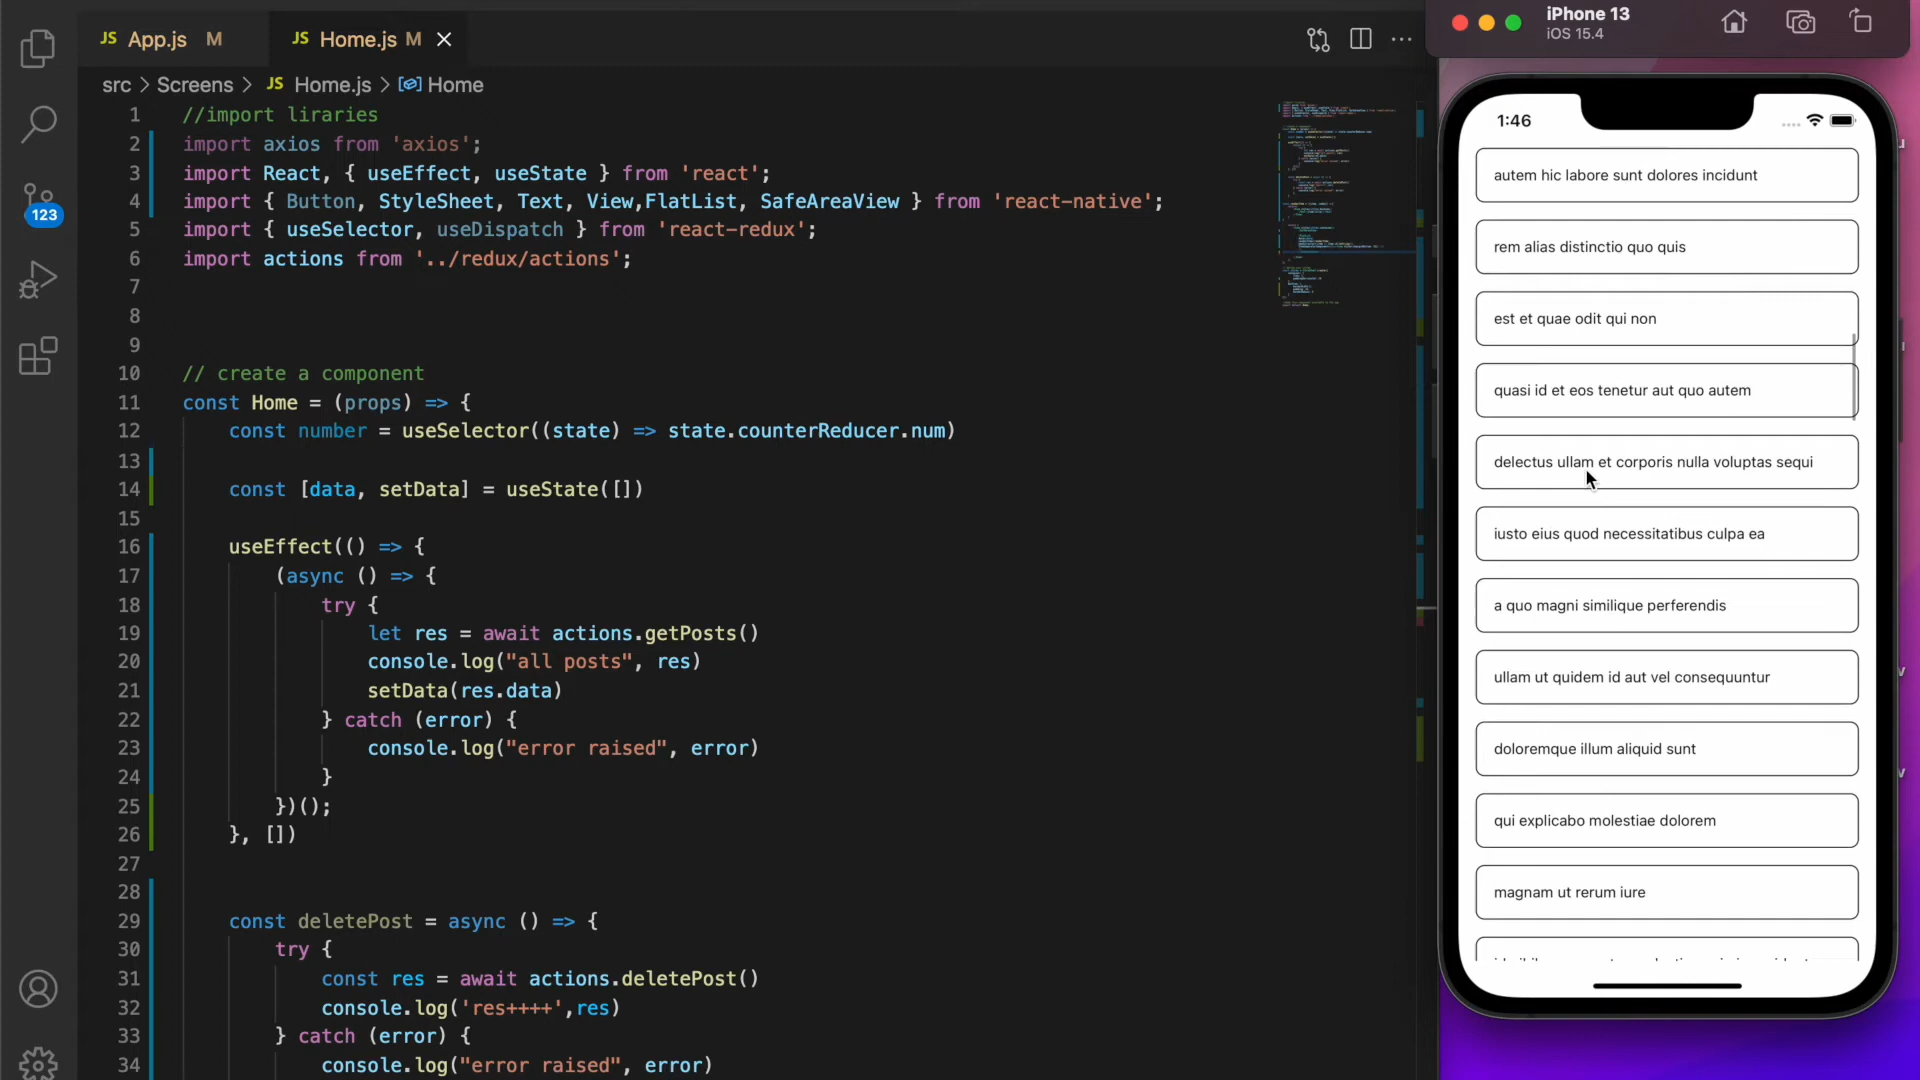 JS App.js M
JS Home.js M
src > Screens > JS Home.js > Home
1 //import liraries
2 import axios from 'axios';
3 import React, { useEffect, useState } from 'react';
4 import { Button, StyleSheet, Text, View,FlatList, SafeAreaView } from 'react-native';
5 import { useSelector, useDispatch } from 'react-redux';
6 import actions from '../redux/actions';
7
8
9
10 // create a component
11 const Home = (props) => {
12 const number = useSelector((state) => state.counterReducer.num)
13
14 const [data, setData] = useState([])
15
16 useEffect(() => {
17 (async () => {
18 try {
19 let res = await actions.getPosts()
20 console.log("all posts", res)
21 setData(res.data)
22 } catch (error) {
23 console.log("error raised", error)
24 }
25 })();
26 }, [])
27
28
29 const deletePost = async () => {
30 try {
31 const res = await actions.deletePost()
32 console.log('res++++',res)
33 } catch (error) {
34 console.log("error raised", error)
123
iPhone 13
iOS 15.4
1:46
autem hic labore sunt dolores incidunt
rem alias distinctio quo quis
est et quae odit qui non
quasi id et eos tenetur aut quo autem
delectus ullam et corporis nulla voluptas sequi
iusto eius quod necessitatibus culpa ea
a quo magni similique perferendis
ullam ut quidem id aut vel consequuntur
doloremque illum aliquid sunt
qui explicabo molestiae dolorem
magnam ut rerum iure